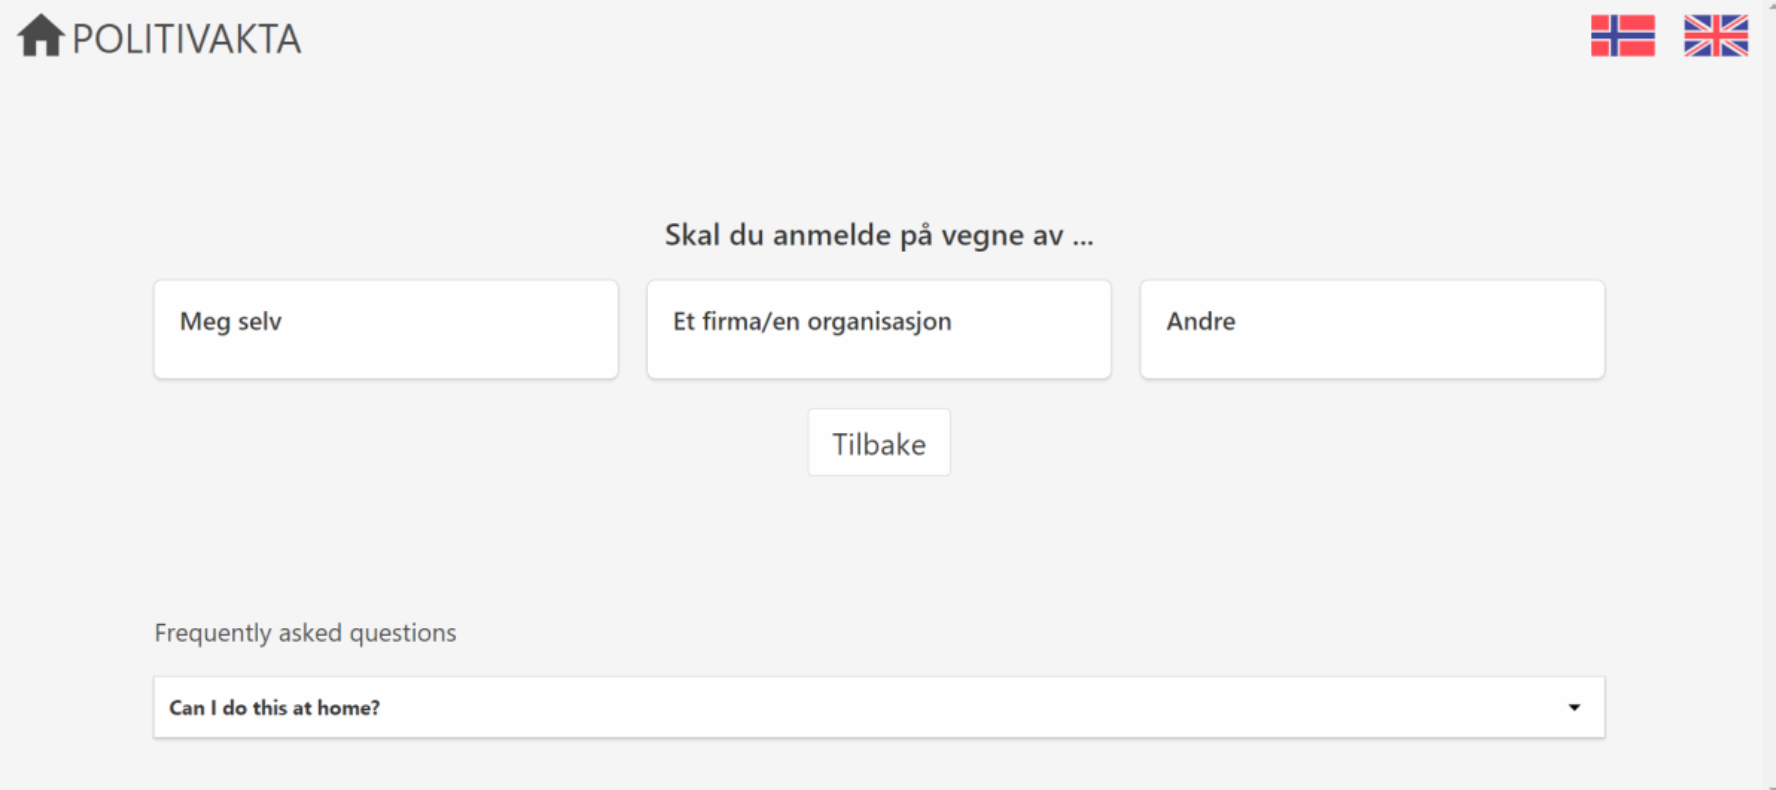 POLITIVAKTA
Skal du anmelde på vegne av ...
Meg selv
Et firma/en organisasjon
Andre
Tilbake
Frequently asked questions
Can I do this at home?